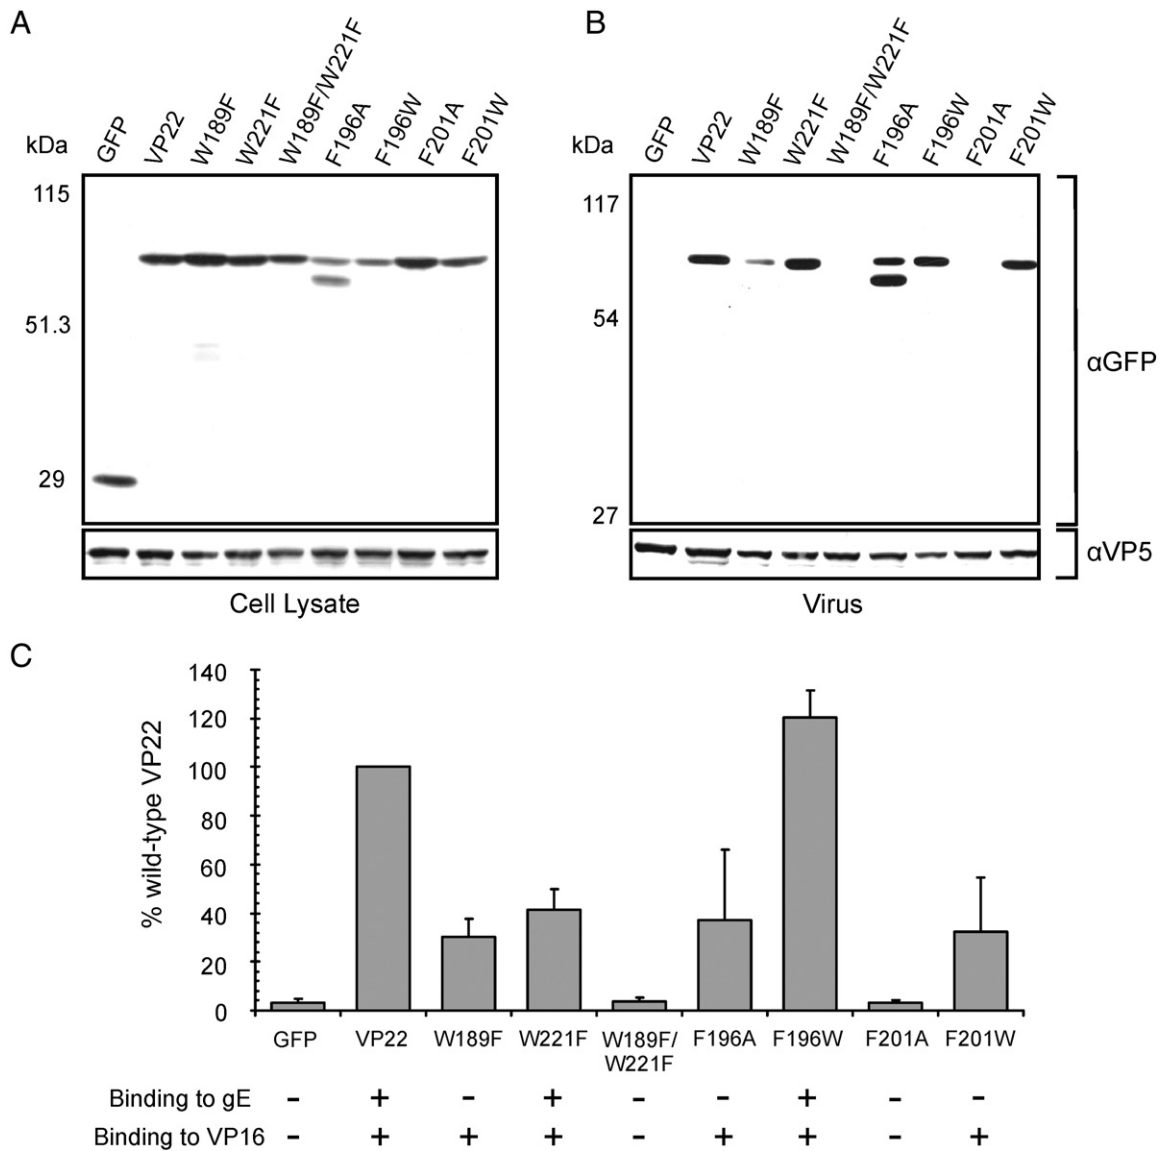 A
GFP
VP22
W189F
W221F
W189F/W221F
F196A
F196W
F201A
F201W
kDa
115
51.3
29
Cell Lysate
B
GFP
VP22
W189F
W221F
W189F/W221F
F196A
F196W
F201A
F201W
kDa
117
54
27
αGFP
αVP5
Virus
C
% wild-type VP22
140
120
100
80
60
40
20
0
GFP VP22 W189F W221F W189F/ F196A F196W F201A F201W
W221F
Binding to gE - + - + - - + - -
Binding to VP16 - + + + - + + - +